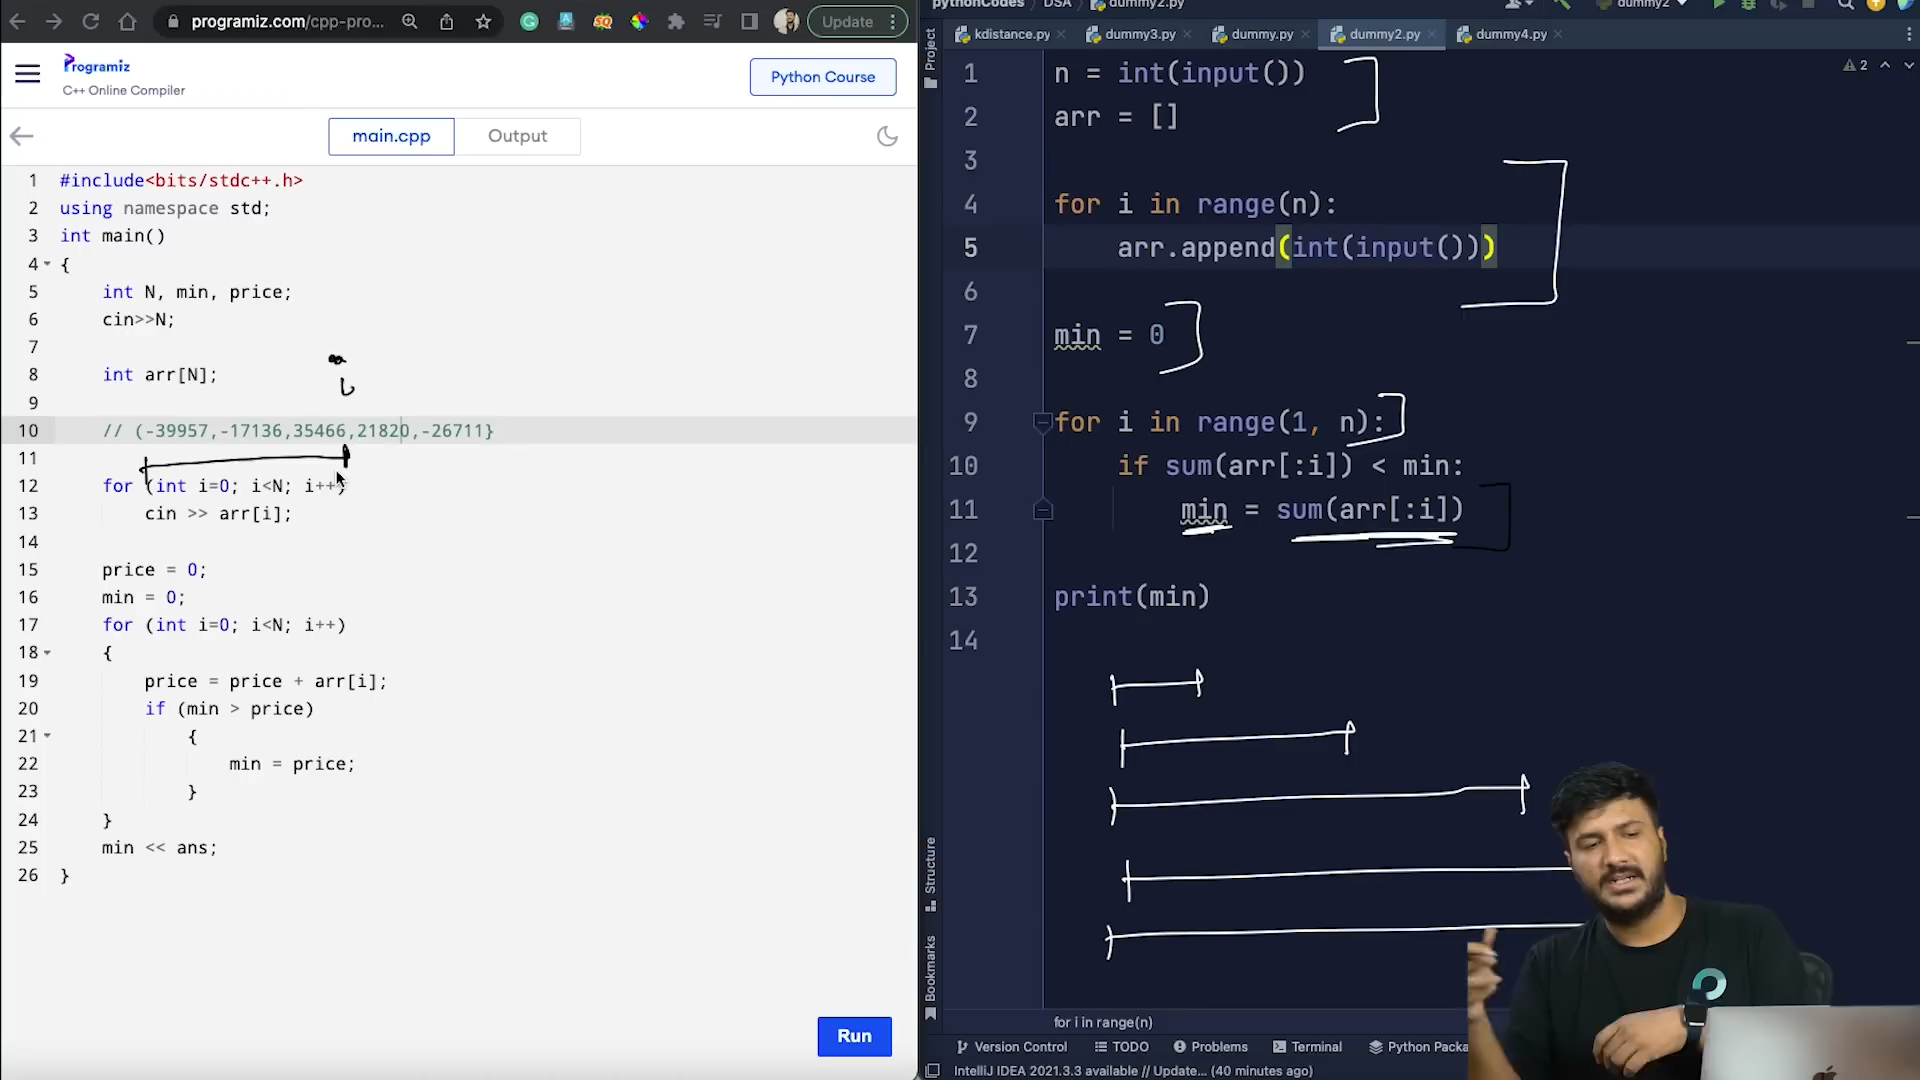 programiz.com/cpp-pro...
Update
Programiz
C++ Online Compiler
Python Course
main.cpp
Output
1 #include<bits/stdc++.h>
2 using namespace std;
3 int main()
4 {
5 int N, min, price;
6 cin>>N;
7
8 int arr[N];
9
10 // (-39957,-17136,35466,21820,-26711}
11
12 for (int i=0; i<N; i++)
13 cin >> arr[i];
14
15 price = 0;
16 min = 0;
17 for (int i=0; i<N; i++)
18 {
19 price = price + arr[i];
20 if (min > price)
21 {
22 min = price;
23 }
24 }
25 min << ans;
26 }
Run
pythonCodes DSA dummy2.py
dummy2
kdistance.py
dummy3.py
dummy.py
dummy2.py
dummy4.py
2
Project
1 n = int(input())
2 arr = []
3
4 for i in range(n):
5 arr.append(int(input()))
6
7 min = 0
8
9 for i in range(1, n):
10 if sum(arr[:i]) < min:
11 min = sum(arr[:i])
12
13 print(min)
14
Structure
Bookmarks
for i in range(n)
Version Control
TODO
Problems
Terminal
Python Packa
IntelliJ IDEA 2021.3.3 available // Update... (40 minutes ago)